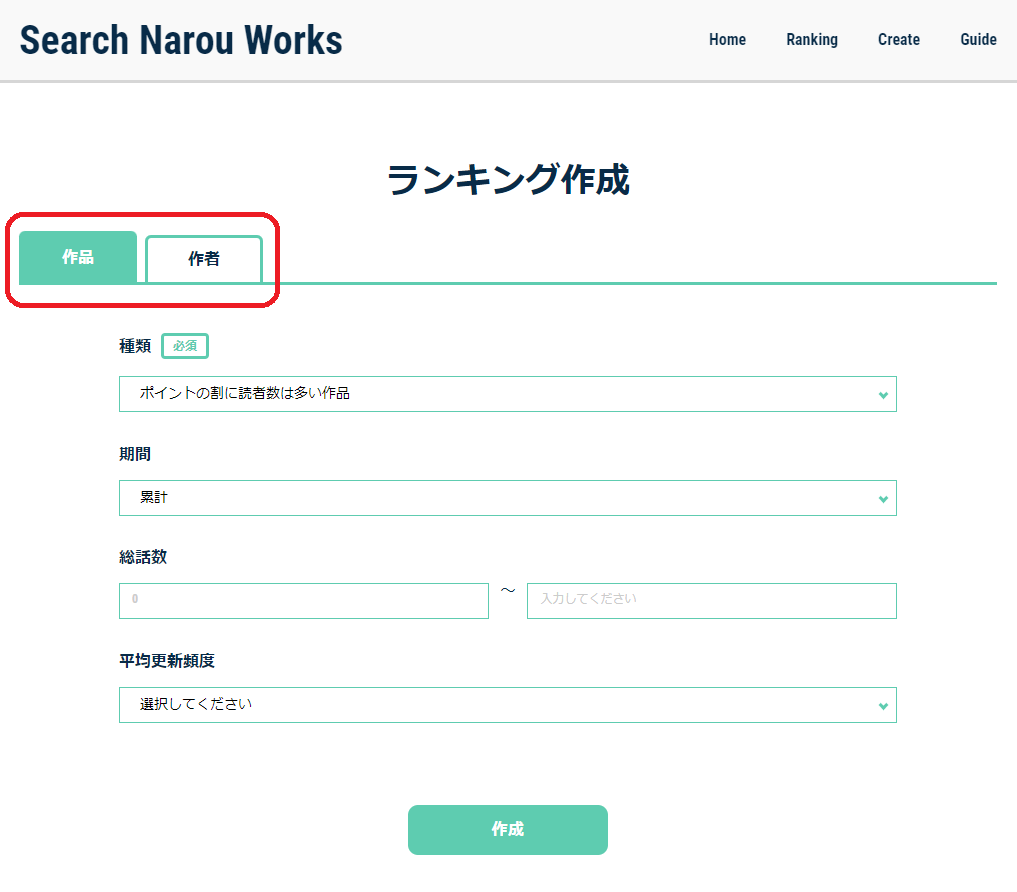 Search Narou Works
Home Ranking Create Guide
ランキング作成
作品 作者
種類 必須
ポイントの割に読者数は多い作品
期間
累計
総話数
0 ～ 入力してください
平均更新頻度
選択してください
作成